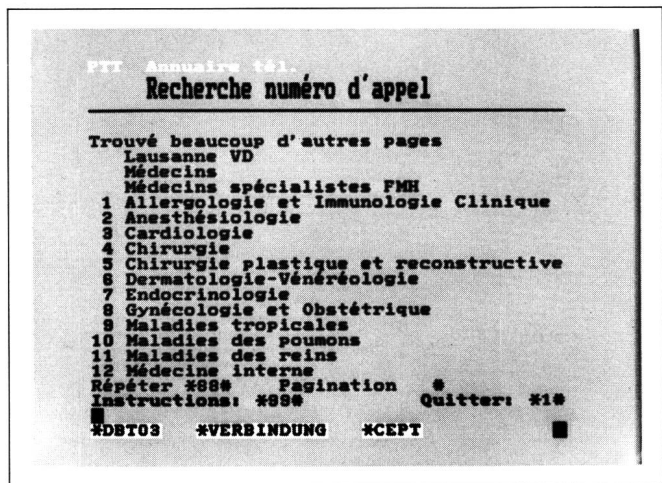 PTT Annuaire tél.
Recherche numéro d'appel
Trouvé beaucoup d'autres pages
Lausanne VD
Médecins
Médecins spécialistes FMH
1 Allergologie et Immunologie Clinique
2 Anesthésiologie
3 Cardiologie
4 Chirurgie
5 Chirurgie plastique et reconstructive
6 Dermatologie-Vénéréologie
7 Endocrinologie
8 Gynécologie et Obstétrique
9 Maladies tropicales
10 Maladies des poumons
11 Maladies des reins
12 Médecine interne
Répéter *88# Pagination *
Instructions: *99# Quitter: *1#
*DBT03 *VERBINDUNG *CEPT